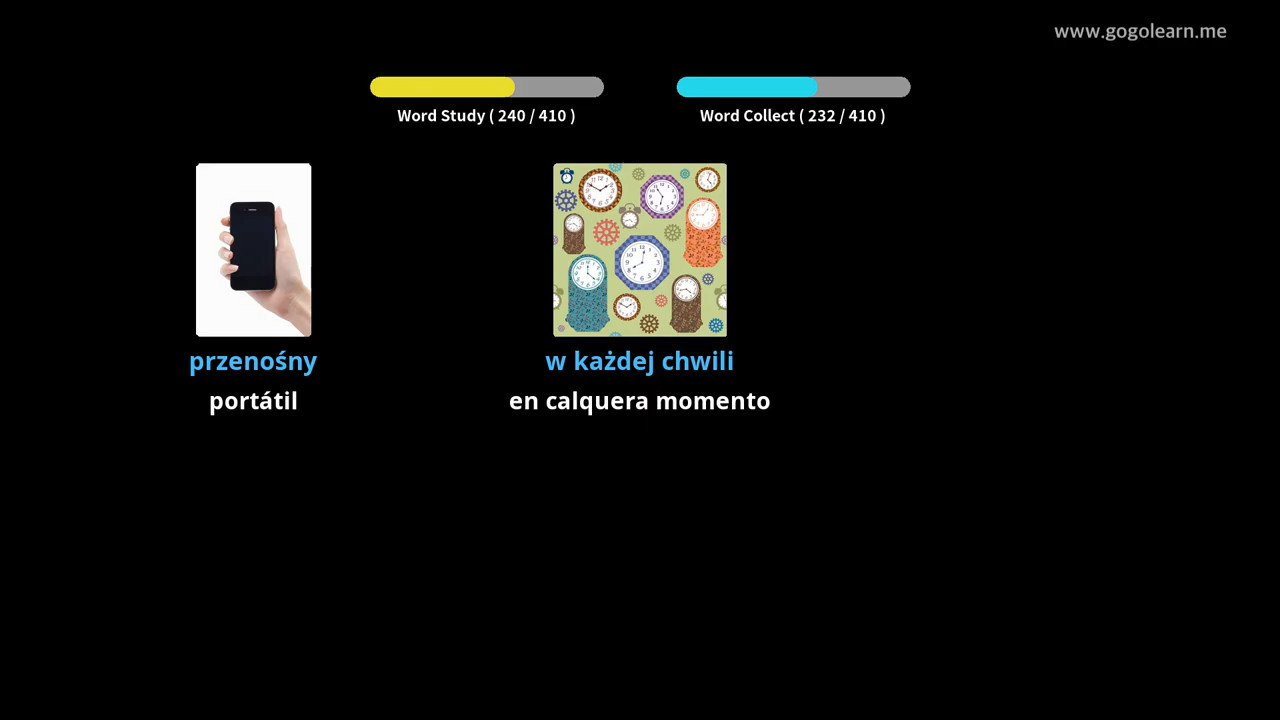 www.gogolearn.me
Word Study ( 240 / 410 )
Word Collect ( 232 / 410 )
przenośny
portátil
w każdej chwili
en calquera momento